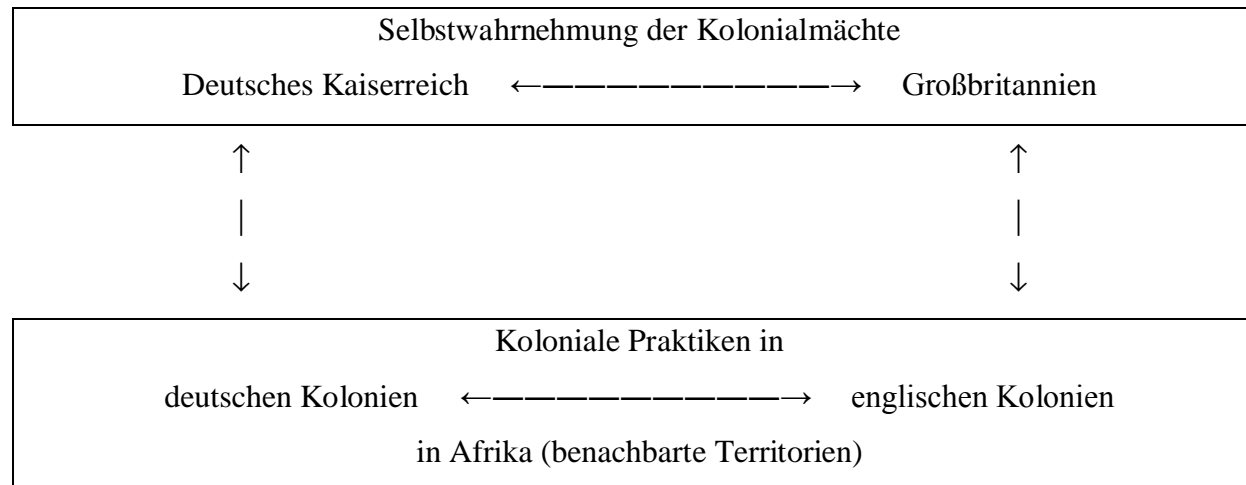 Selbstwahrnehmung der Kolonialmächte
Deutsches Kaiserreich ←――――――――――→ Großbritannien
↑ ↑
| |
↓ ↓
Koloniale Praktiken in
deutschen Kolonien ←――――――――――→ englischen Kolonien
in Afrika (benachbarte Territorien)